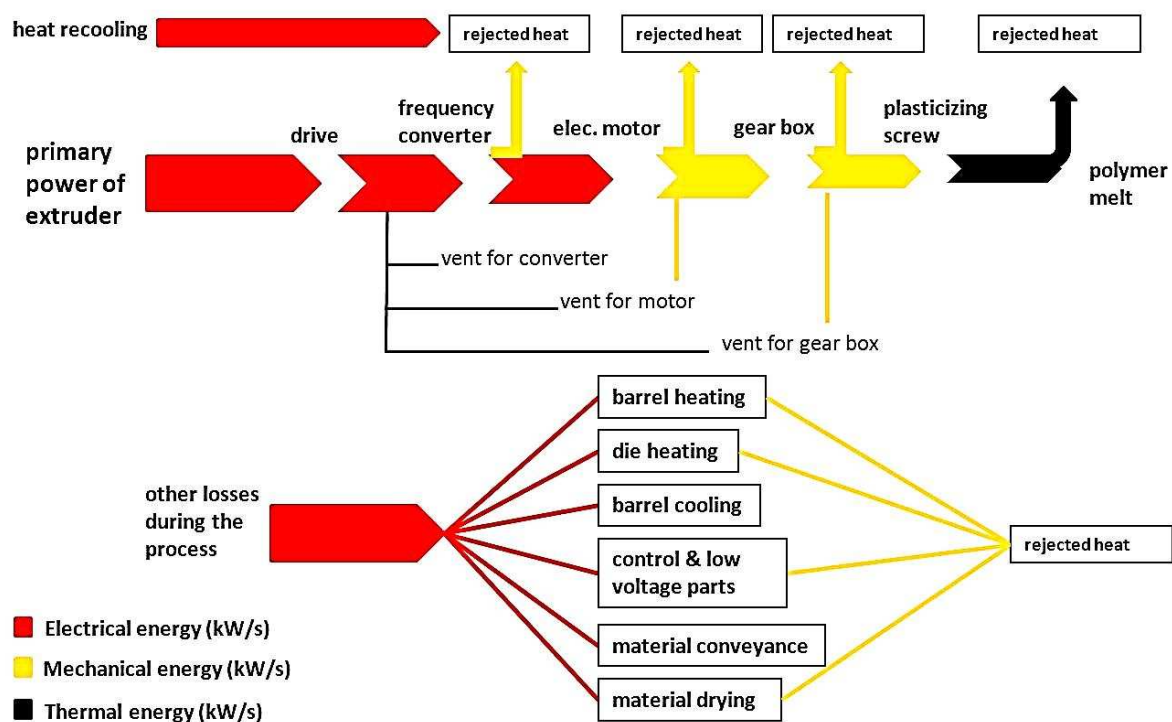 heat recooling
rejected heat
rejected heat
rejected heat
rejected heat
primary
power of
extruder
drive
frequency
converter
elec. motor
gear box
plasticizing
screw
polymer
melt
vent for converter
vent for motor
vent for gear box
other losses
during the
process
barrel heating
die heating
barrel cooling
control & low
voltage parts
material conveyance
material drying
rejected heat
Electrical energy (kW/s)
Mechanical energy (kW/s)
Thermal energy (kW/s)